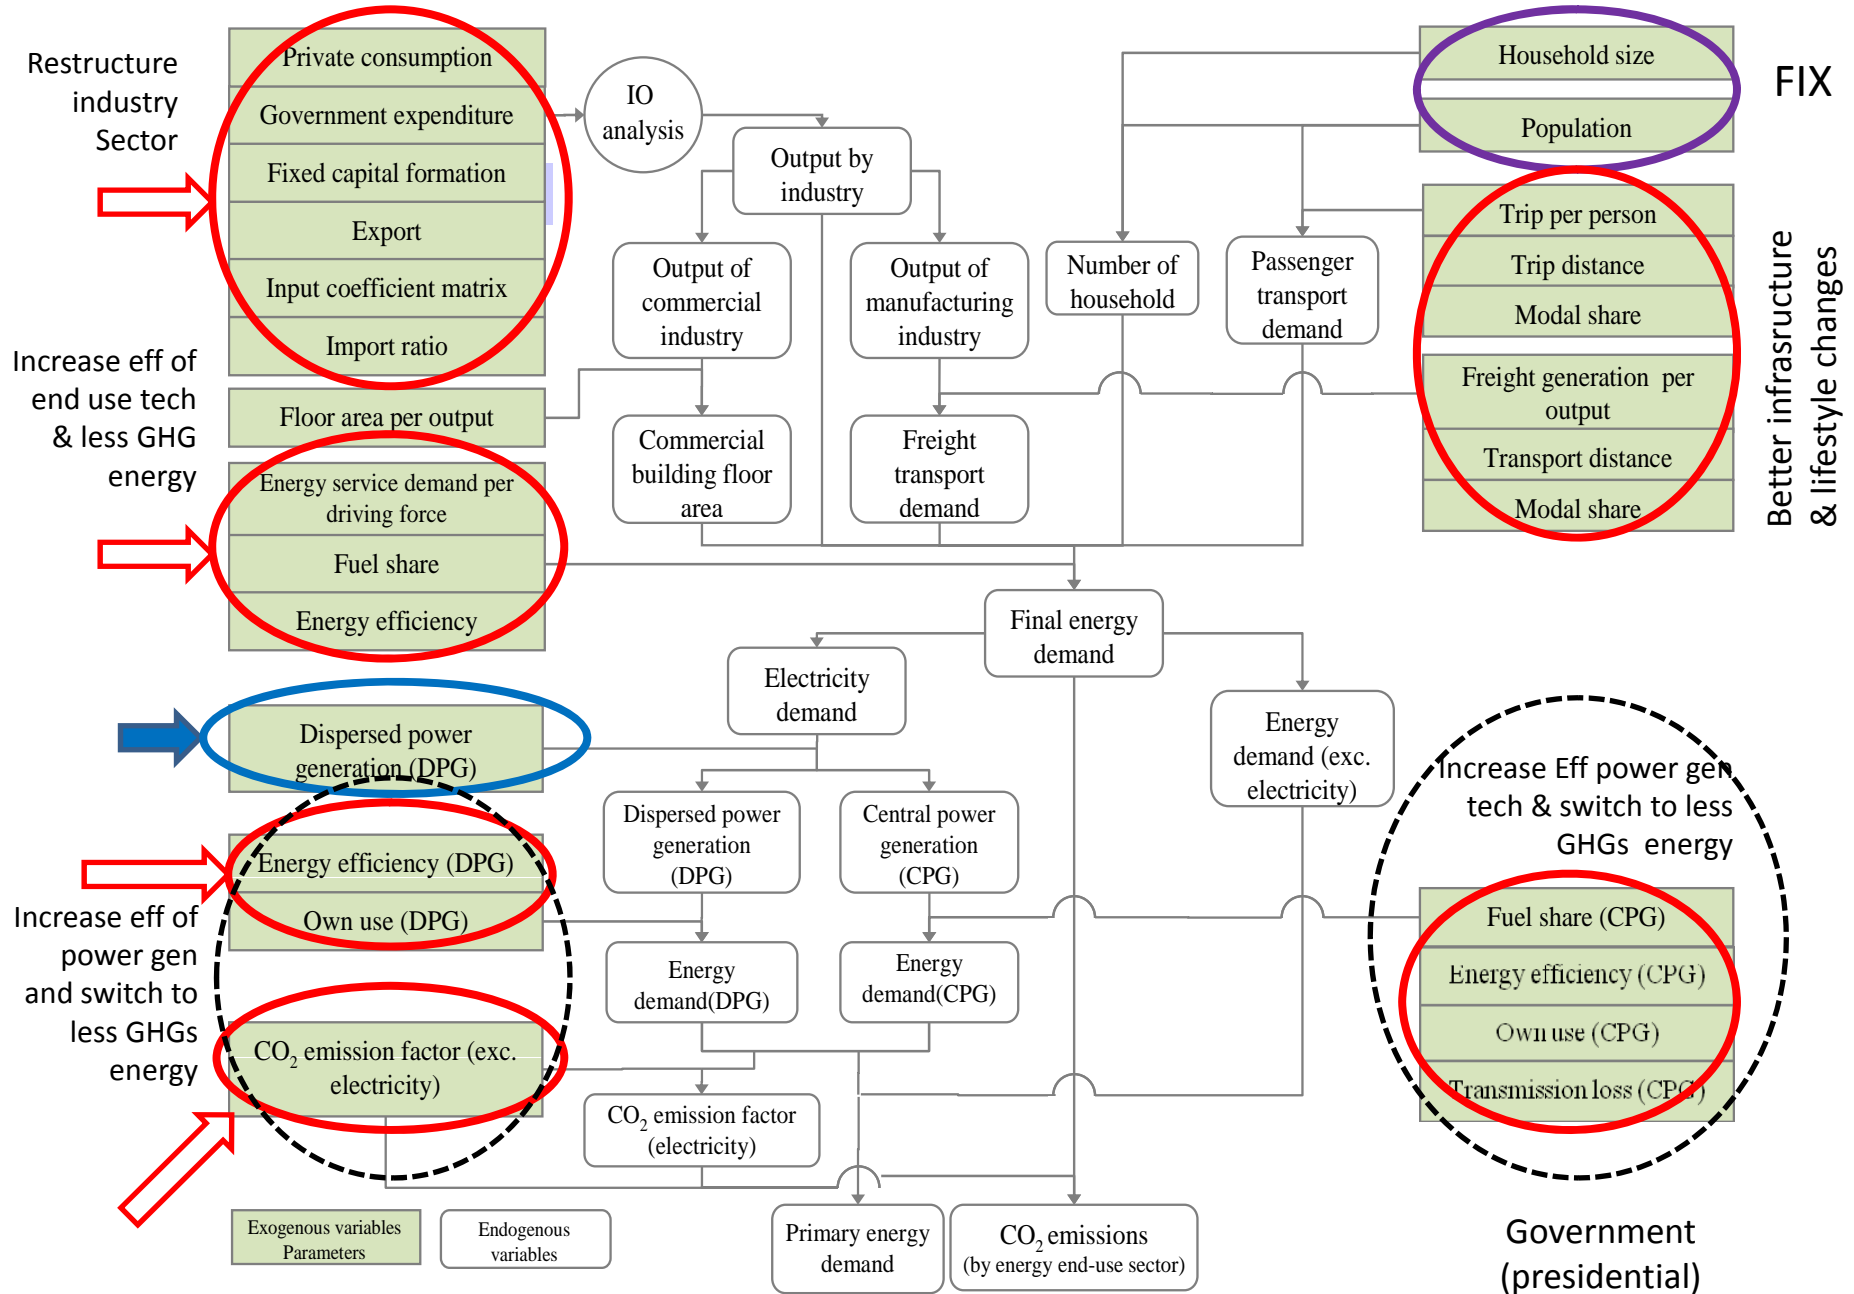 Restructure
industry
Sector
Private consumption
Government expenditure
Fixed capital formation
Export
Input coefficient matrix
Import ratio
IO
analysis
Output by
industry
Household size
Population
FIX
Trip per person
Trip distance
Modal share
Freight generation per
output
Transport distance
Modal share
Better infrasructure
& lifestyle changes
Output of
commercial
industry
Output of
manufacturing
industry
Number of
household
Passenger
transport
demand
Increase eff of
end use tech
& less GHG
energy
Floor area per output
Energy service demand per
driving force
Fuel share
Energy efficiency
Commercial
building floor
area
Freight
transport
demand
Final energy
demand
Electricity
demand
Energy
demand (exc.
electricity)
Dispersed power
generation (DPG)
Dispersed power
generation
(DPG)
Central power
generation
(CPG)
Increase Eff power gen
tech & switch to less
GHGs energy
Energy efficiency (DPG)
Own use (DPG)
Increase eff of
power gen
and switch to
less GHGs
energy
Energy
demand(DPG)
Energy
demand(CPG)
Fuel share (CPG)
Energy efficiency (CPG)
Own use (CPG)
Transmission loss (CPG)
CO2 emission factor (exc.
electricity)
CO2 emission factor
(electricity)
Exogenous variables
Parameters
Endogenous
variables
Primary energy
demand
CO2 emissions
(by energy end-use sector)
Government
(presidential)